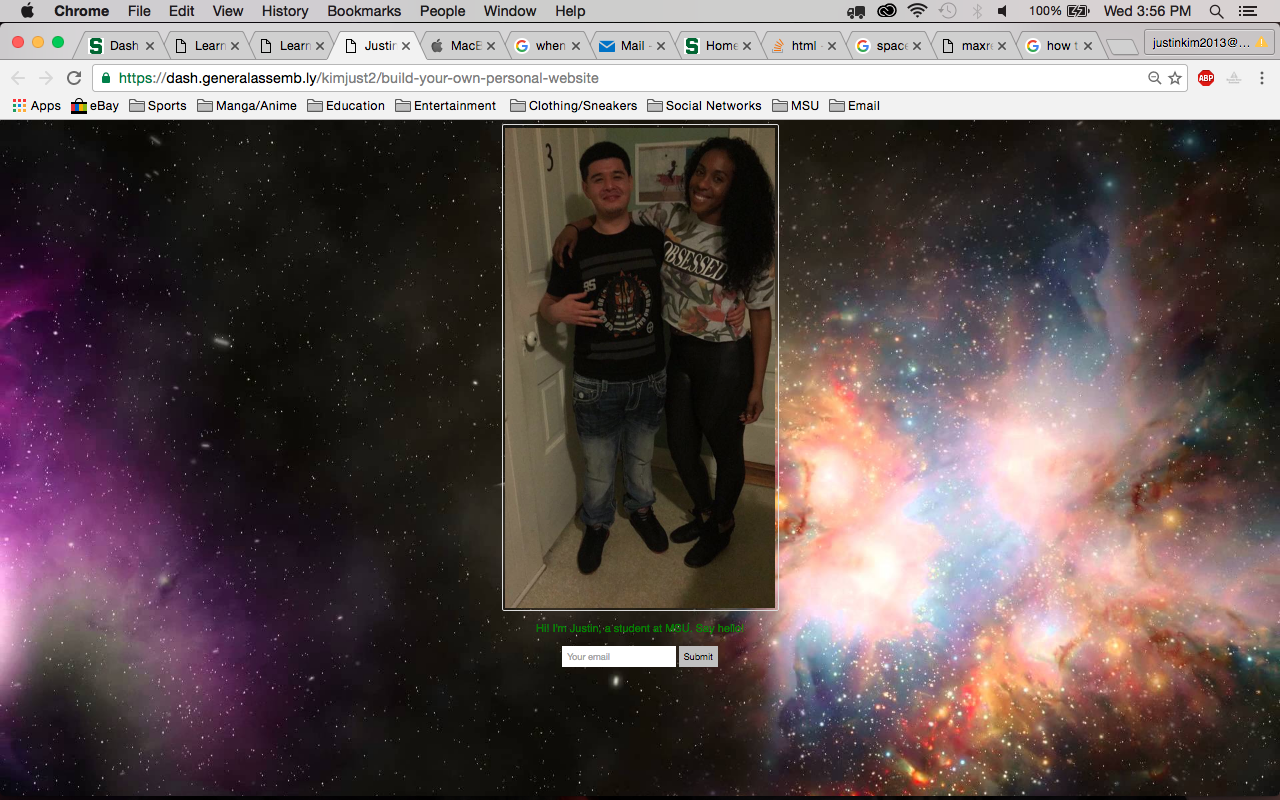 Chrome File Edit View History Bookmarks People Window Help 100% Wed 3:56 PM
Dash Learn Learn Justin MacB when Mail - Home html - space maxre how t justinkim2013@...
https://dash.generalassemb.ly/kimjust2/build-your-own-personal-website ABP
Apps eBay Sports Manga/Anime Education Entertainment Clothing/Sneakers Social Networks MSU Email
3
OBSESSED
85
Hi! I'm Justin, a student at MSU. Say hello!
Your email Submit